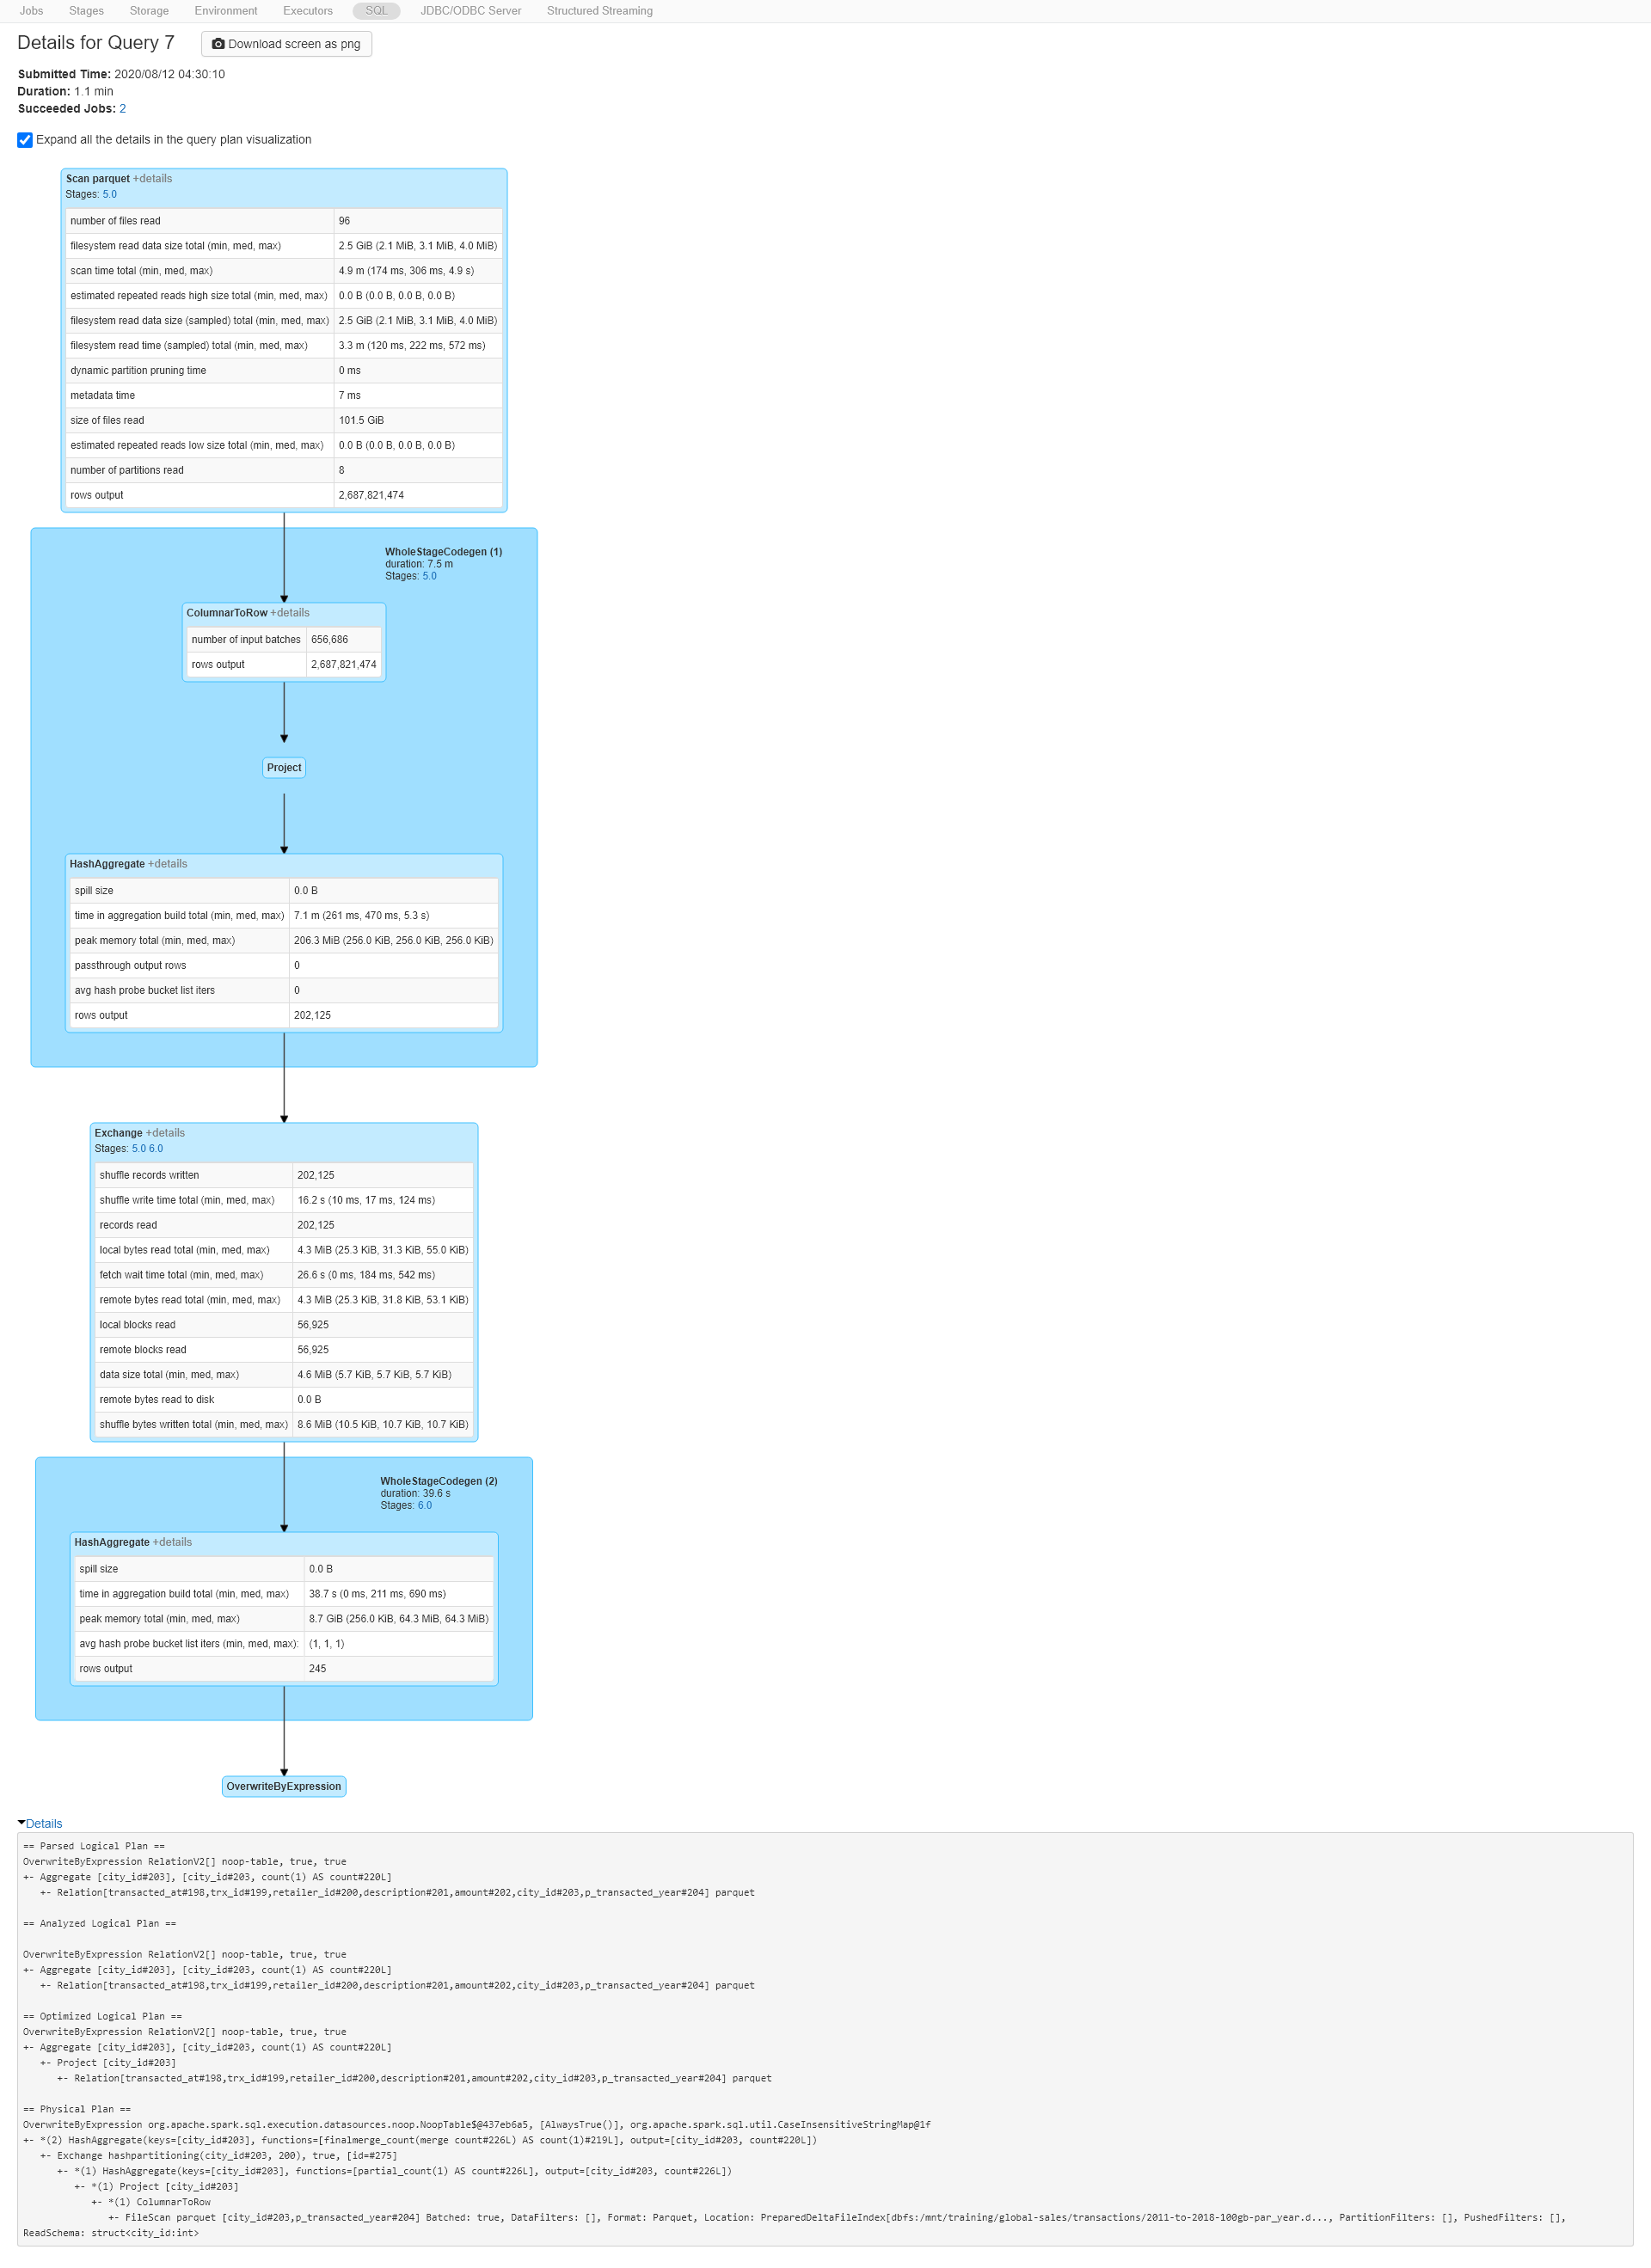 Jobs Stages Storage Environment Executors SQL JDBC/ODBC Server Structured Streaming
Details for Query 7 Download screen as png
Submitted Time: 2020/08/12 04:30:10
Duration: 1.1 min
Succeeded Jobs: 2
Expand all the details in the query plan visualization
Scan parquet +details
Stages: 5.0
number of files read 96
filesystem read data size total (min, med, max) 2.5 GiB (2.1 MiB, 3.1 MiB, 4.0 MiB)
scan time total (min, med, max) 4.9 m (174 ms, 306 ms, 4.9 s)
estimated repeated reads high size total (min, med, max) 0.0 B (0.0 B, 0.0 B, 0.0 B)
filesystem read data size (sampled) total (min, med, max) 2.5 GiB (2.1 MiB, 3.1 MiB, 4.0 MiB)
filesystem read time (sampled) total (min, med, max) 3.3 m (120 ms, 222 ms, 572 ms)
dynamic partition pruning time 0 ms
metadata time 7 ms
size of files read 101.5 GiB
estimated repeated reads low size total (min, med, max) 0.0 B (0.0 B, 0.0 B, 0.0 B)
number of partitions read 8
rows output 2,687,821,474
WholeStageCodegen (1)
duration: 7.5 m
Stages: 5.0
ColumnarToRow +details
number of input batches 656,686
rows output 2,687,821,474
Project
HashAggregate +details
spill size 0.0 B
time in aggregation build total (min, med, max) 7.1 m (261 ms, 470 ms, 5.3 s)
peak memory total (min, med, max) 206.3 MiB (256.0 KiB, 256.0 KiB, 256.0 KiB)
passthrough output rows 0
avg hash probe bucket list iters 0
rows output 202,125
Exchange +details
Stages: 5.0 6.0
shuffle records written 202,125
shuffle write time total (min, med, max) 16.2 s (10 ms, 17 ms, 124 ms)
records read 202,125
local bytes read total (min, med, max) 4.3 MiB (25.3 KiB, 31.3 KiB, 55.0 KiB)
fetch wait time total (min, med, max) 26.6 s (0 ms, 184 ms, 542 ms)
remote bytes read total (min, med, max) 4.3 MiB (25.3 KiB, 31.8 KiB, 53.1 KiB)
local blocks read 56,925
remote blocks read 56,925
data size total (min, med, max) 4.6 MiB (5.7 KiB, 5.7 KiB, 5.7 KiB)
remote bytes read to disk 0.0 B
shuffle bytes written total (min, med, max) 8.6 MiB (10.5 KiB, 10.7 KiB, 10.7 KiB)
WholeStageCodegen (2)
duration: 39.6 s
Stages: 6.0
HashAggregate +details
spill size 0.0 B
time in aggregation build total (min, med, max) 38.7 s (0 ms, 211 ms, 690 ms)
peak memory total (min, med, max) 8.7 GiB (256.0 KiB, 64.3 MiB, 64.3 MiB)
avg hash probe bucket list iters (min, med, max): (1, 1, 1)
rows output 245
OverwriteByExpression
Details
== Parsed Logical Plan ==
OverwriteByExpression RelationV2[] noop-table, true, true
+- Aggregate [city_id#203], [city_id#203, count(1) AS count#220L]
   +- Relation[transacted_at#198,trx_id#199,retailer_id#200,description#201,amount#202,city_id#203,p_transacted_year#204] parquet
== Analyzed Logical Plan ==
OverwriteByExpression RelationV2[] noop-table, true, true
+- Aggregate [city_id#203], [city_id#203, count(1) AS count#220L]
   +- Relation[transacted_at#198,trx_id#199,retailer_id#200,description#201,amount#202,city_id#203,p_transacted_year#204] parquet
== Optimized Logical Plan ==
OverwriteByExpression RelationV2[] noop-table, true, true
+- Aggregate [city_id#203], [city_id#203, count(1) AS count#220L]
   +- Project [city_id#203]
      +- Relation[transacted_at#198,trx_id#199,retailer_id#200,description#201,amount#202,city_id#203,p_transacted_year#204] parquet
== Physical Plan ==
OverwriteByExpression org.apache.spark.sql.execution.datasources.noop.NoopTable$@437eb6a5, [AlwaysTrue()], org.apache.spark.sql.util.CaseInsensitiveStringMap@1f
+- *(2) HashAggregate(keys=[city_id#203], functions=[finalmerge_count(merge count#226L) AS count(1)#219L], output=[city_id#203, count#220L])
   +- Exchange hashpartitioning(city_id#203, 200), true, [id=#275]
      +- *(1) HashAggregate(keys=[city_id#203], functions=[partial_count(1) AS count#226L], output=[city_id#203, count#226L])
         +- *(1) Project [city_id#203]
            +- *(1) ColumnarToRow
               +- FileScan parquet [city_id#203,p_transacted_year#204] Batched: true, DataFilters: [], Format: Parquet, Location: PreparedDeltaFileIndex[dbfs:/mnt/training/global-sales/transactions/2011-to-2018-100gb-par_year.d..., PartitionFilters: [], PushedFilters: [],
ReadSchema: struct<city_id:int>